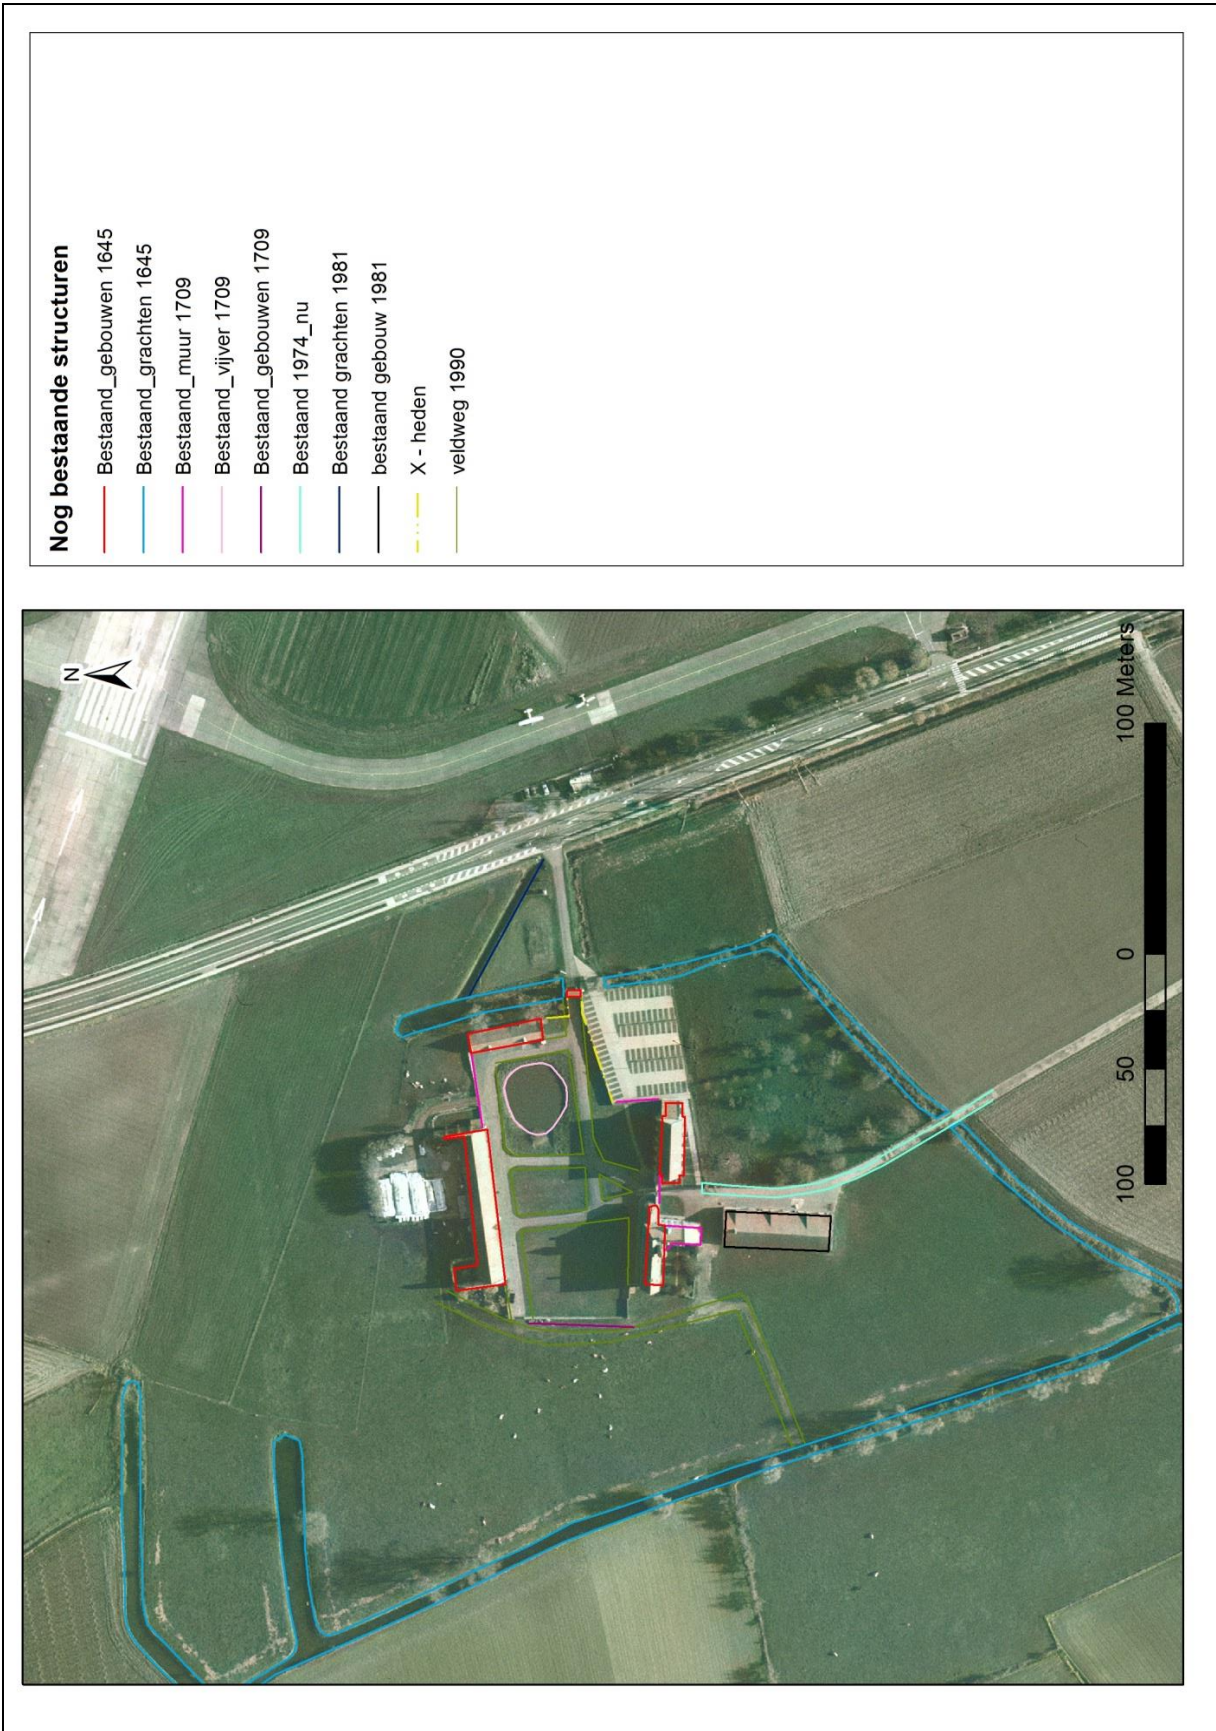 Nog bestaande structuren
Bestaand_gebouwen 1645
Bestaand_grachten 1645
Bestaand_muur 1709
Bestaand_vijver 1709
Bestaand_gebouwen 1709
Bestaand 1974_nu
Bestaand grachten 1981
bestaand gebouw 1981
X - heden
veldweg 1990
N
100 50 0 100 Meters